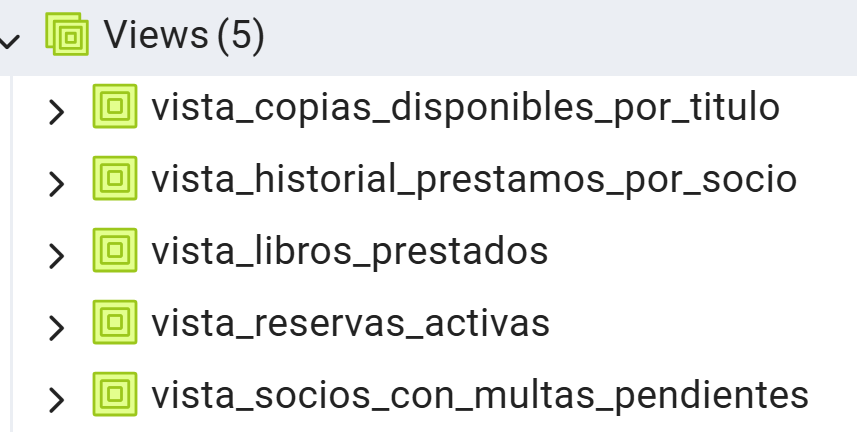 Views (5)
vista_copias_disponibles_por_titulo
vista_historial_prestamos_por_socio
vista_libros_prestados
vista_reservas_activas
vista_socios_con_multas_pendientes